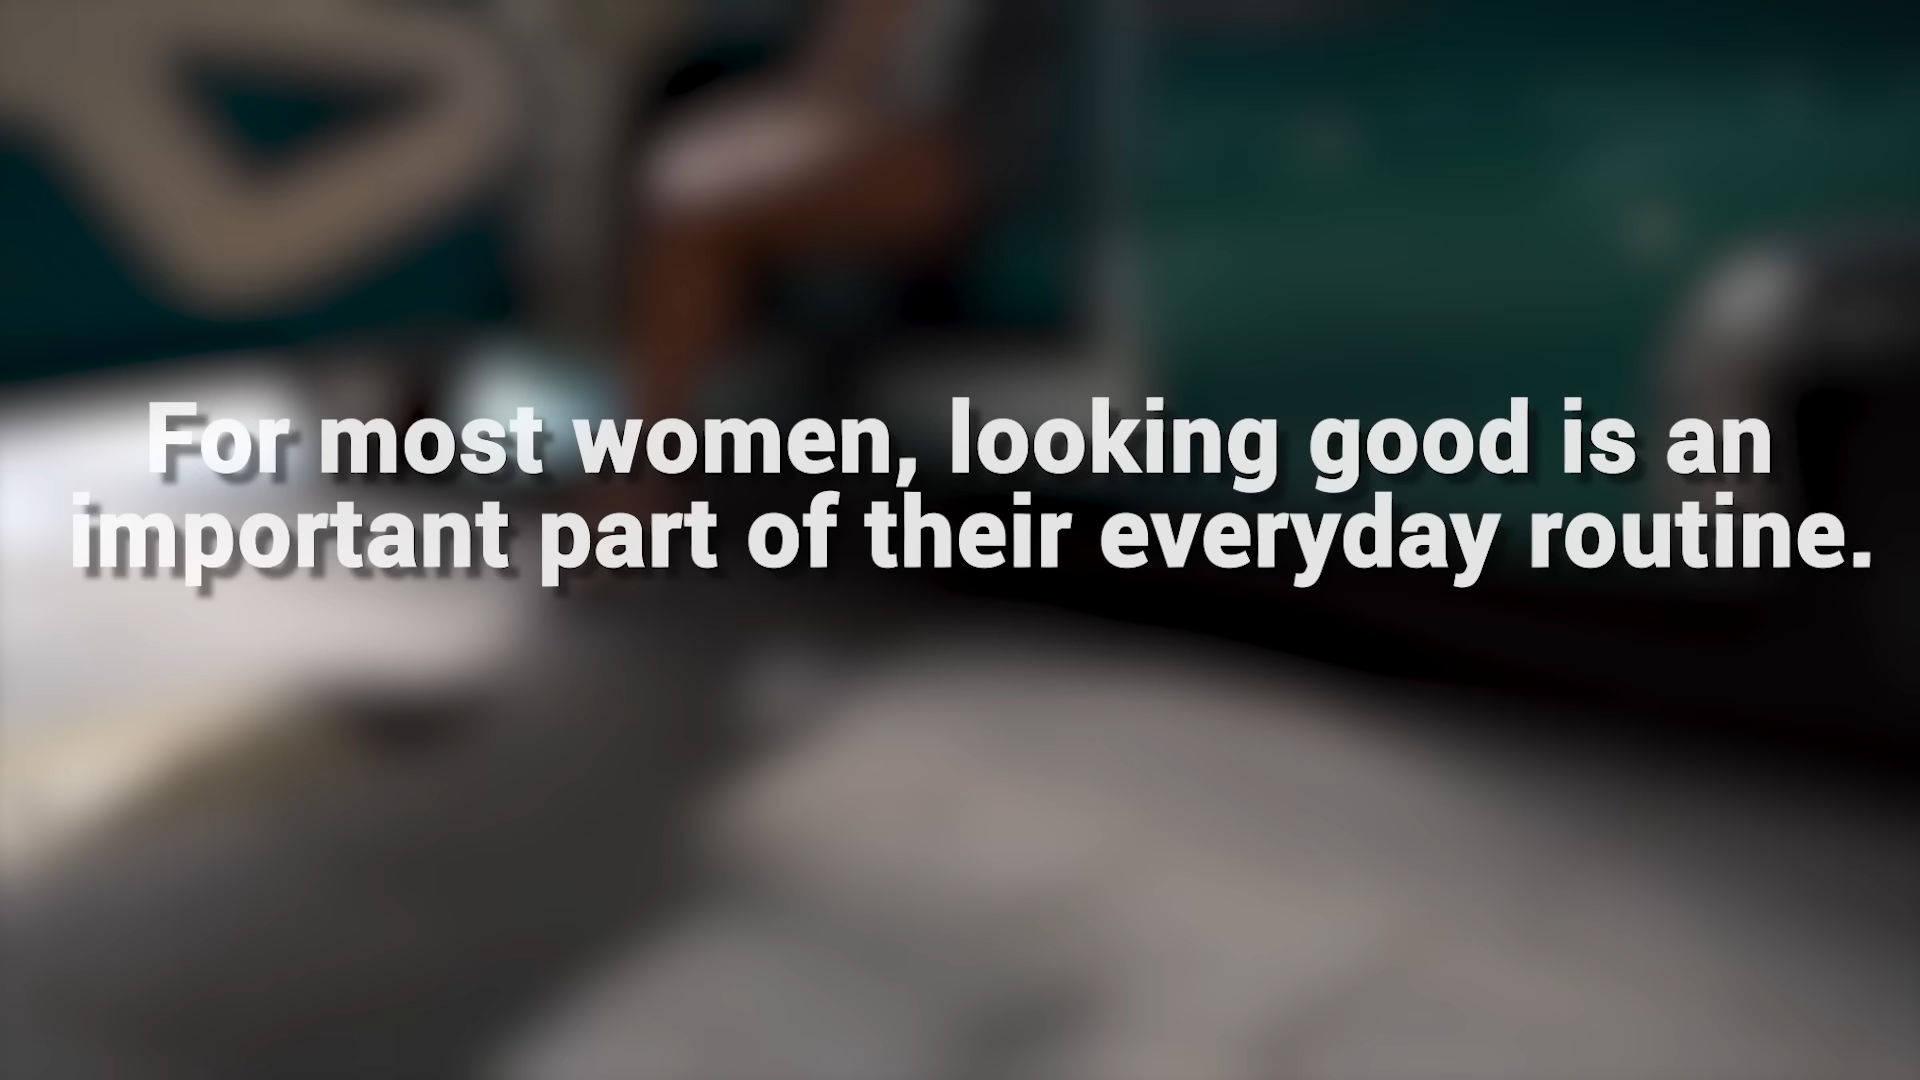 For most women, looking good is an
important part of their everyday routine.